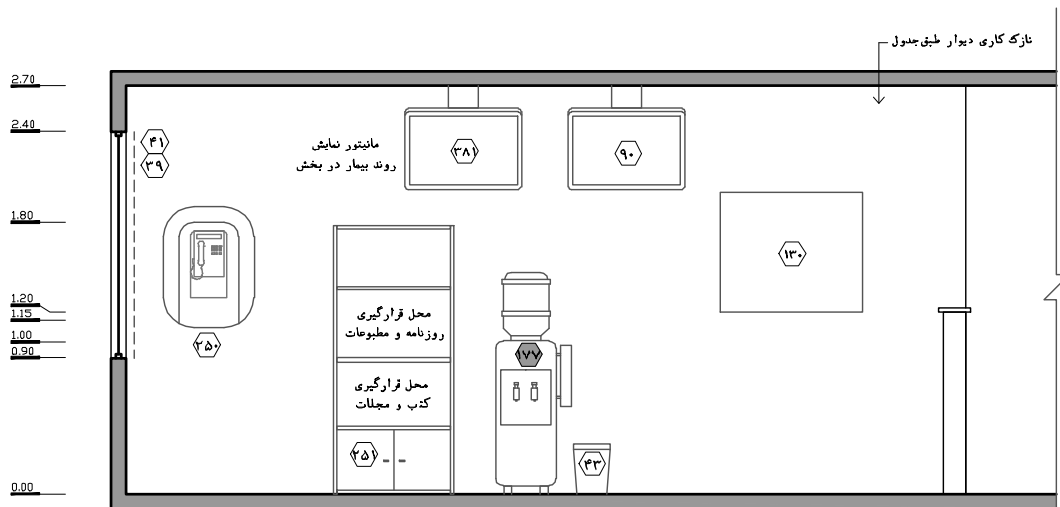 نازک کاری دیوار طبق جدول
2.70
2.40
۴۱
۳۹
مانیتور نمایش
روند بیمار در بخش
۳۸۱
۹۰
1.80
۱۳۰
1.20
1.15
1.00
0.90
۲۵۰
محل قرارگیری
روزنامه و مطبوعات
۱۷۷
محل قرارگیری
کتب و مجلات
۲۵۱
۴۳
0.00